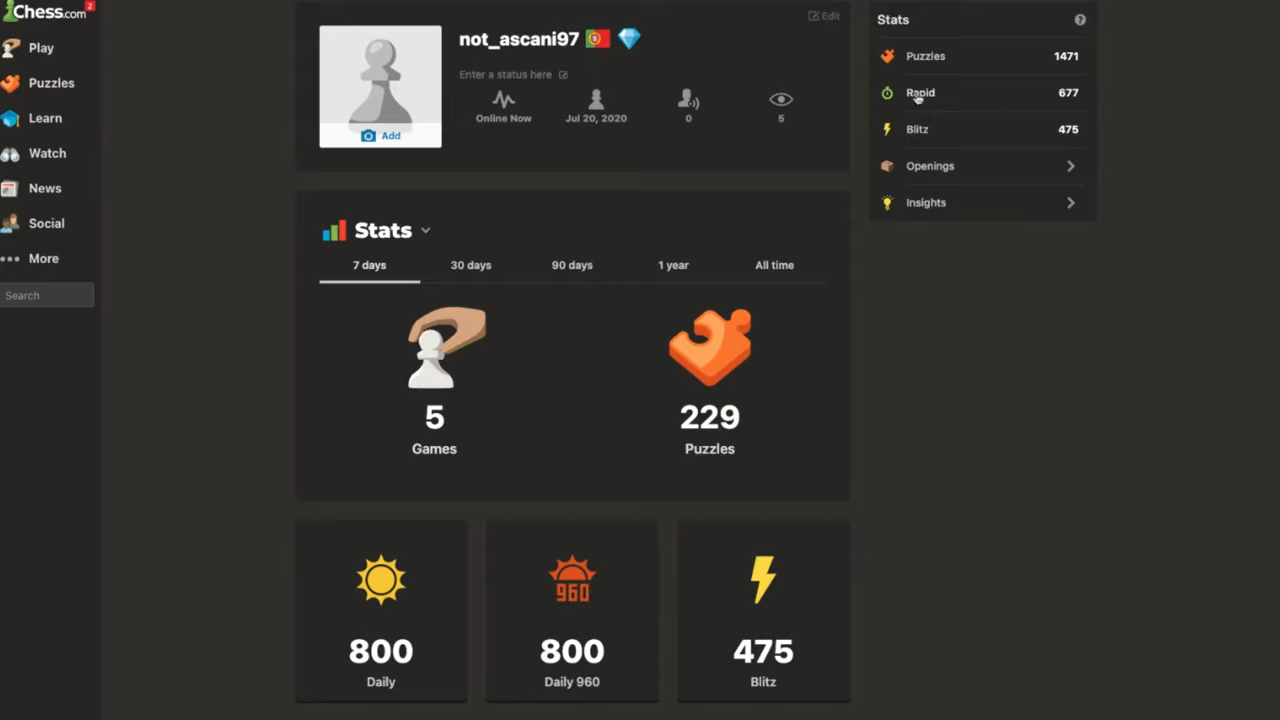 Chess.com
2
Play
Puzzles
Learn
Watch
News
Social
More
Search
Edit
not_ascani97
Enter a status here
Online Now
Jul 20, 2020
0
5
Add
Stats
7 days
30 days
90 days
1 year
All time
5
Games
229
Puzzles
960
800
Daily
800
Daily 960
475
Blitz
Stats
?
Puzzles 1471
Rapid 677
Blitz 475
Openings
Insights